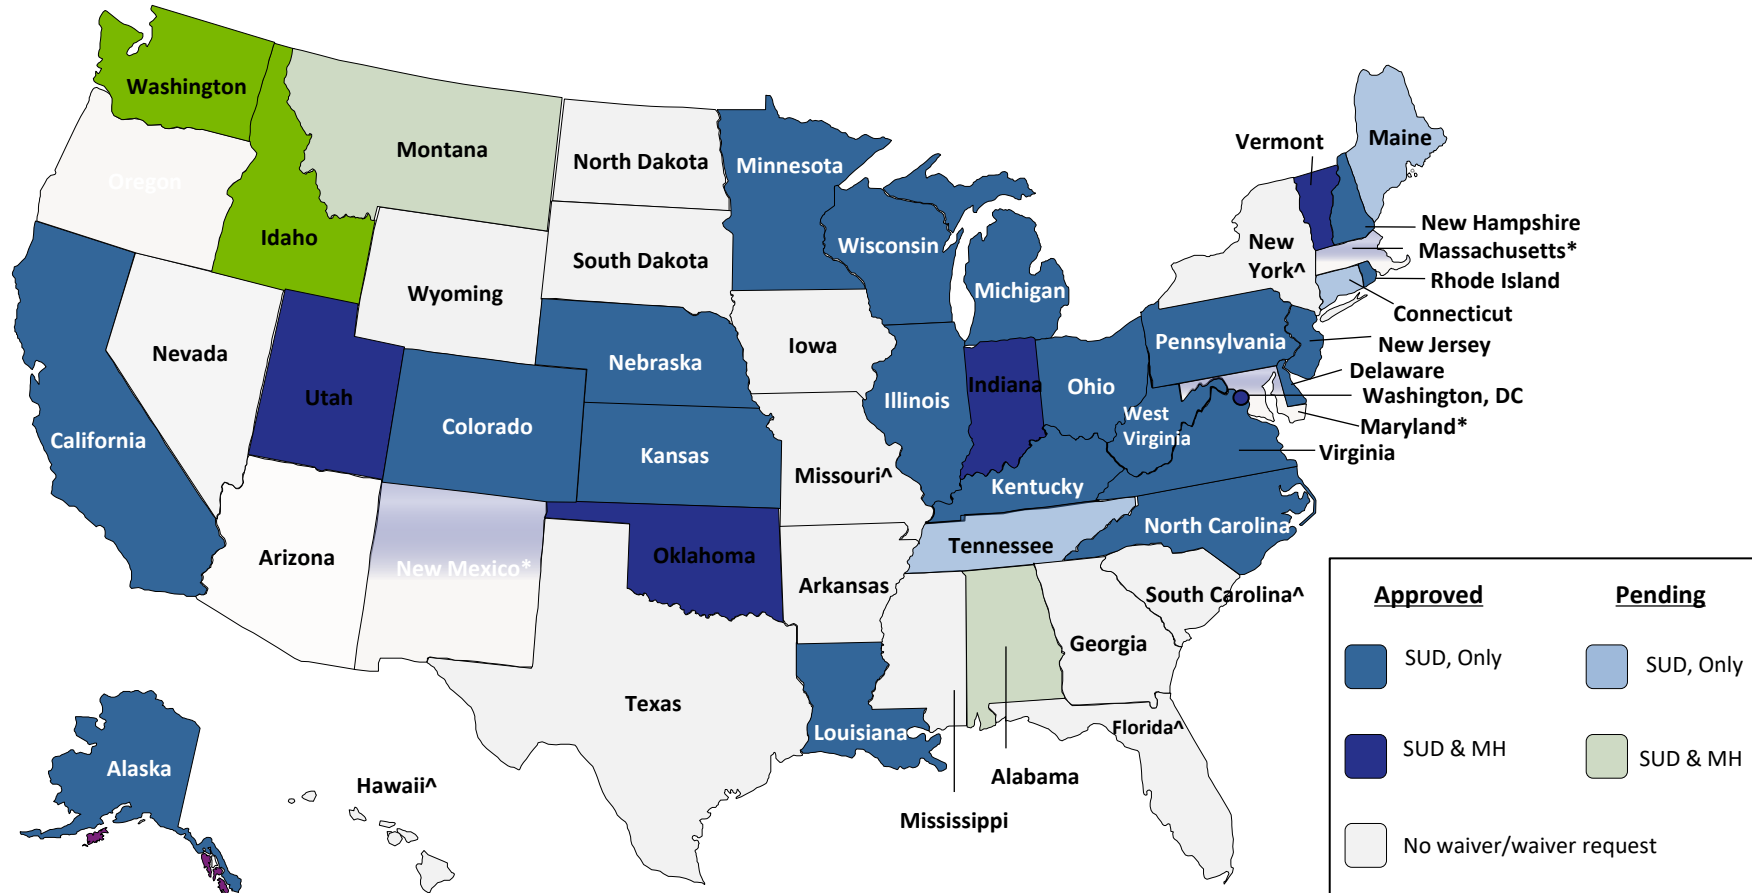 Washington
Montana
North Dakota
Minnesota
Vermont
Maine
Oregon
Idaho
South Dakota
Wisconsin
New
York^
New Hampshire
Massachusetts*
Rhode Island
Connecticut
Wyoming
Michigan
Nevada
Nebraska
Iowa
Pennsylvania
New Jersey
Delaware
Washington, DC
Maryland*
Virginia
Utah
Colorado
Kansas
Illinois
Indiana
Ohio
West
Virginia
California
Missouri^
Kentucky
Arizona
New Mexico*
Oklahoma
Arkansas
Tennessee
North Carolina
South Carolina^
Texas
Louisiana
Mississippi
Alabama
Georgia
Florida^
Alaska
Hawaii^
Approved
Pending
SUD, Only
SUD, Only
SUD & MH
SUD & MH
No waiver/waiver request